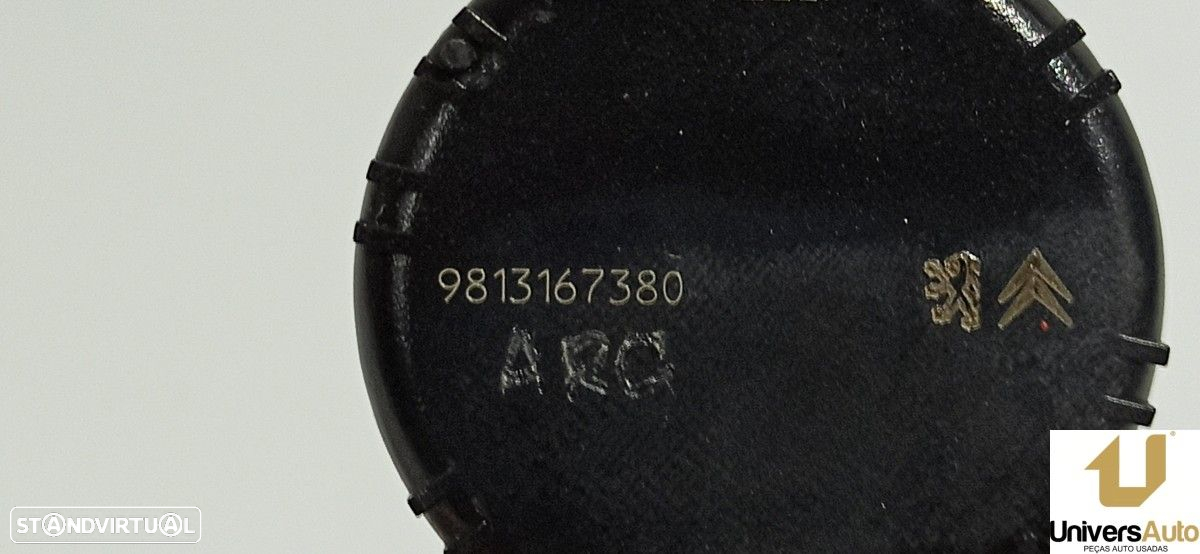 9813167380
ARC
STANDVIRTUAL
UniversAuto
PEÇAS AUTO USADAS